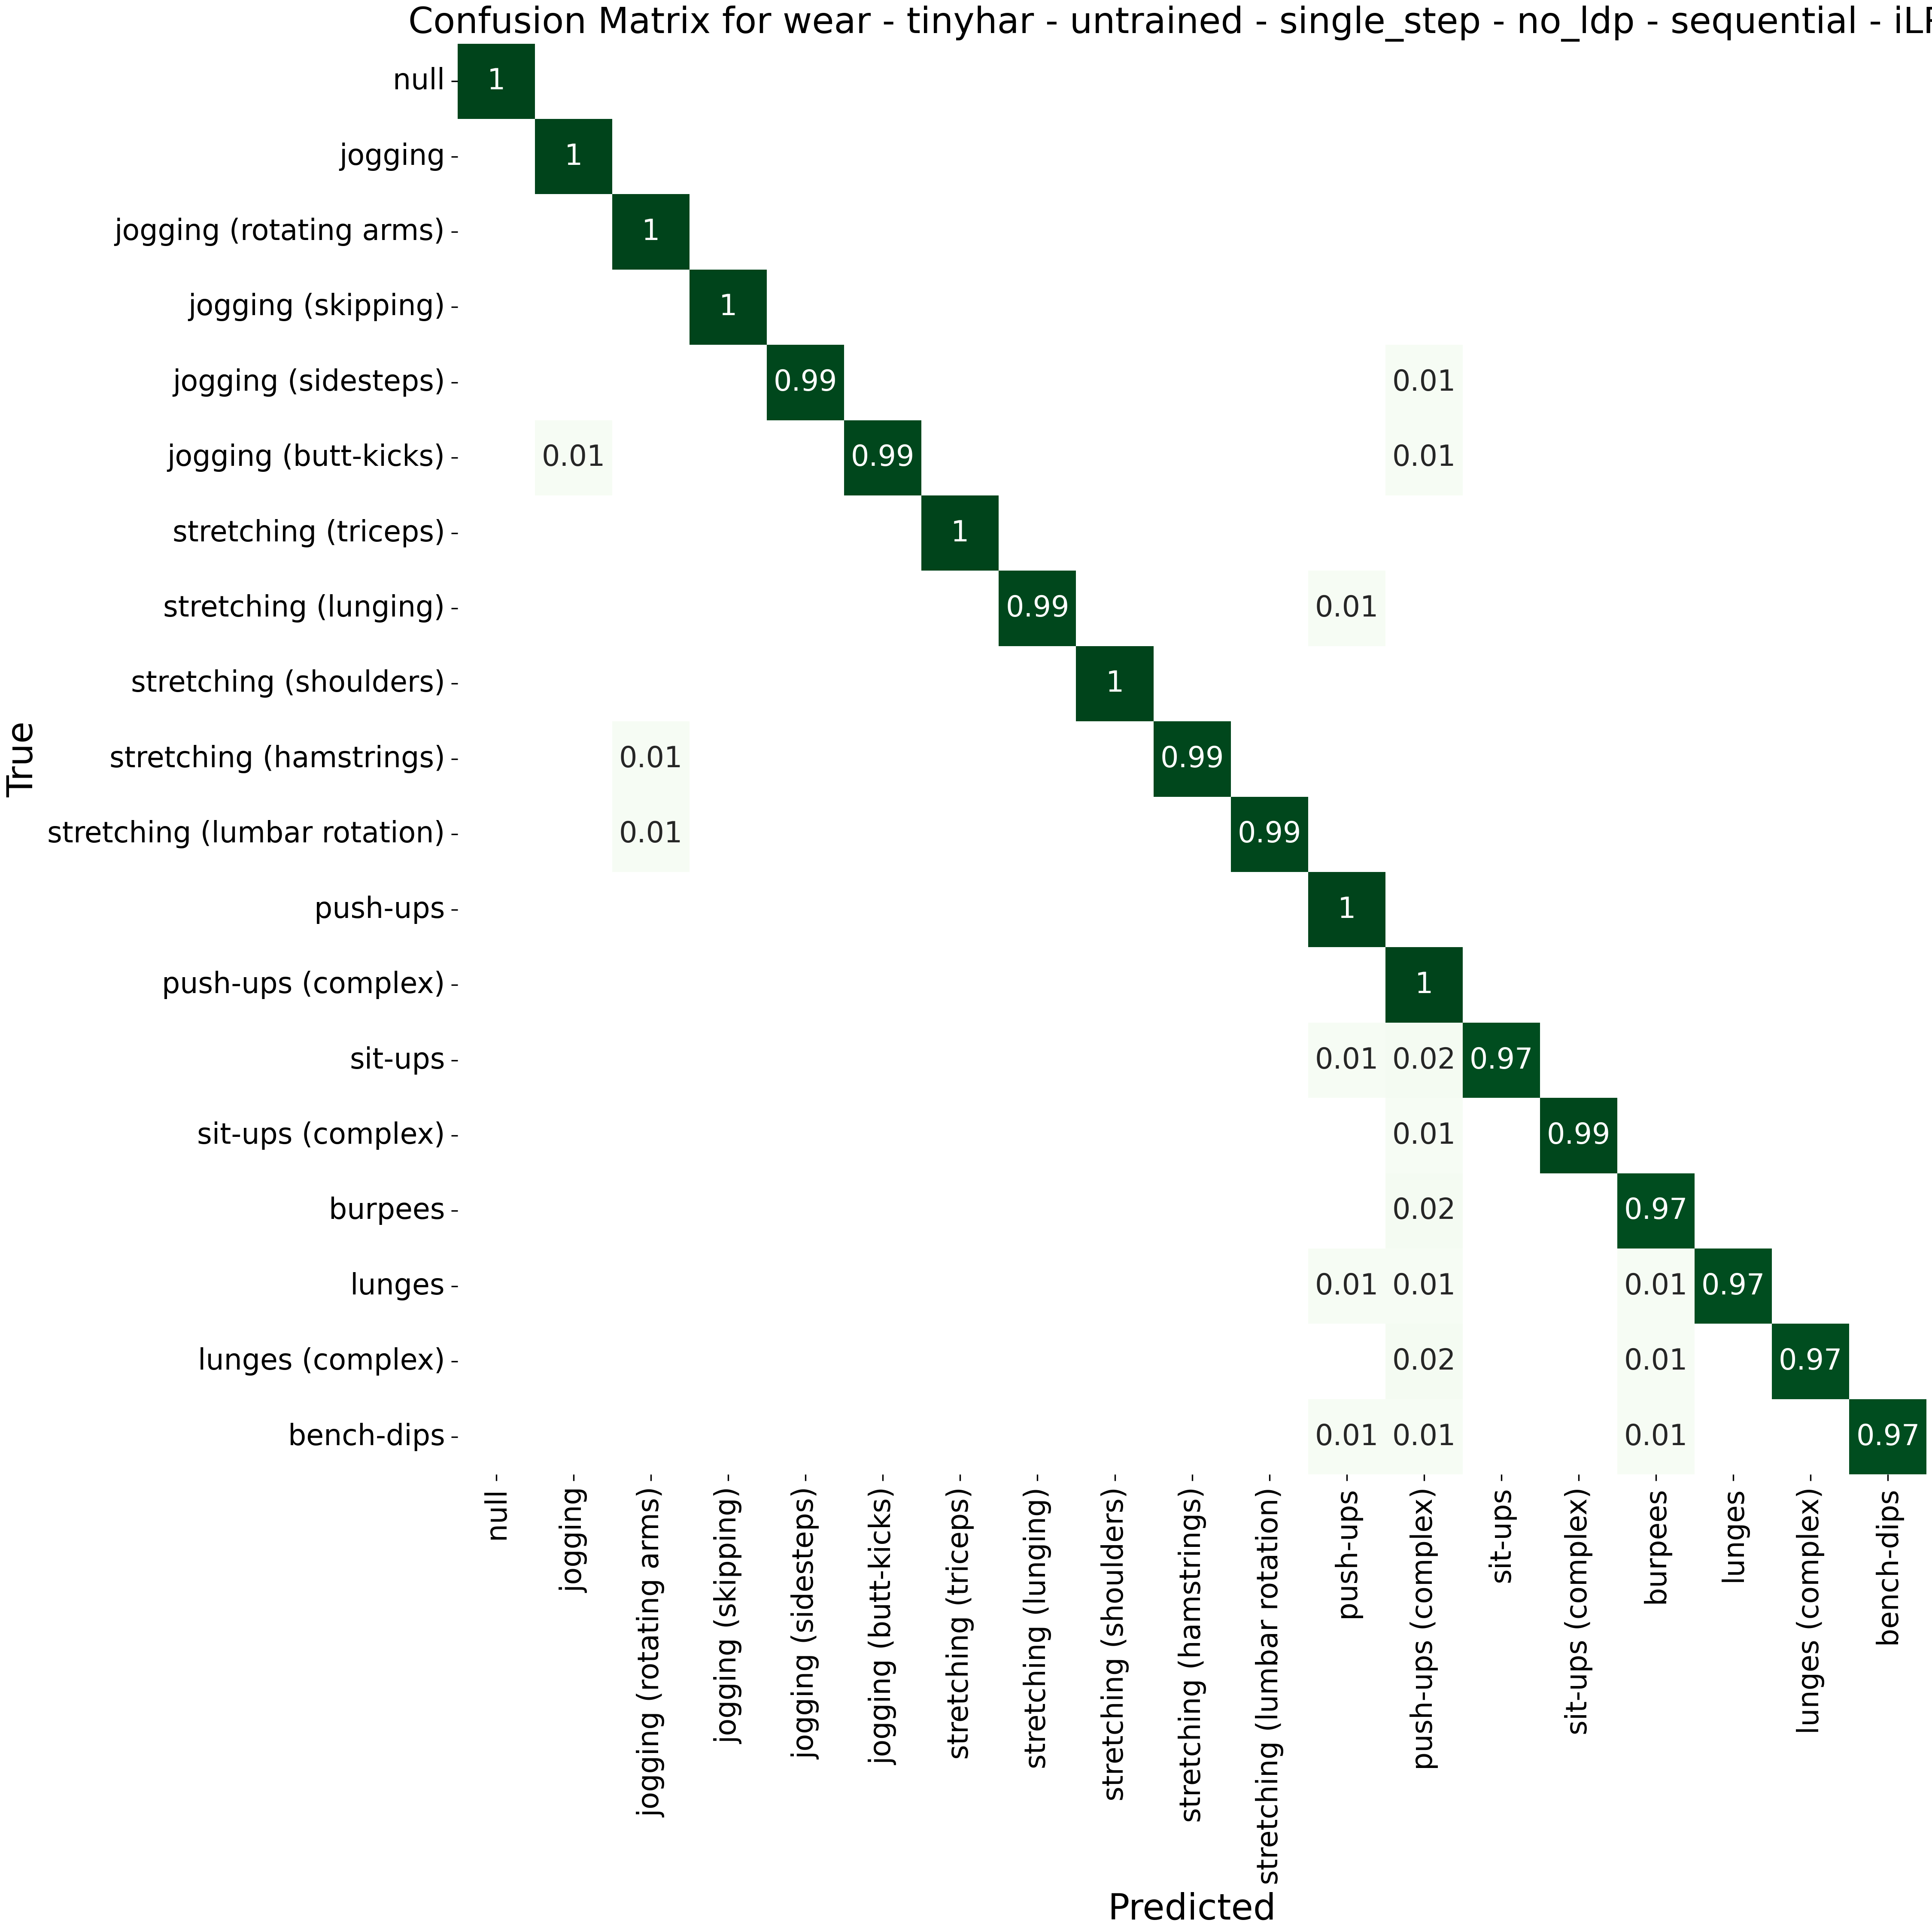 Confusion Matrix for wear - tinyhar - untrained - single_step - no_ldp - sequential -
null 1
jogging 1
jogging (rotating arms) 1
jogging (skipping) 1
jogging (sidesteps) 0.99 0.01
jogging (butt-kicks) 0.01 0.99 0.01
stretching (triceps) 1
stretching (lunging) 0.99 0.01
stretching (shoulders) 1
stretching (hamstrings) 0.01 0.99
stretching (lumbar rotation) 0.01 0.99
push-ups 1
push-ups (complex) 1
sit-ups 0.01 0.02 0.97
sit-ups (complex) 0.01 0.99
burpees 0.02 0.97
lunges 0.01 0.01 0.01 0.97
lunges (complex) 0.02 0.01 0.97
bench-dips 0.01 0.01 0.01 0.97
True
null
jogging
jogging (rotating arms)
jogging (skipping)
jogging (sidesteps)
jogging (butt-kicks)
stretching (triceps)
stretching (lunging)
stretching (shoulders)
stretching (hamstrings)
stretching (lumbar rotation)
push-ups
push-ups (complex)
sit-ups
sit-ups (complex)
burpees
lunges
lunges (complex)
bench-dips
Predicted